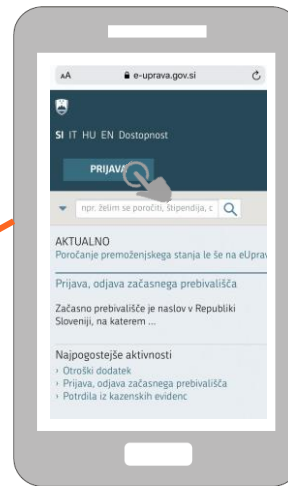 AA e-uprava.gov.si
SI IT HU EN Dostopnost
PRIJAVA
npr. želim se poročiti, štipendija, c
AKTUALNO
Poročanje premoženjskega stanja le še na eUprav
Prijava, odjava začasnega prebivališča
Začasno prebivališče je naslov v Republiki
Sloveniji, na katerem ...
Najpogostejše aktivnosti
› Otroški dodatek
› Prijava, odjava začasnega prebivališča
› Potrdila iz kazenskih evidenc